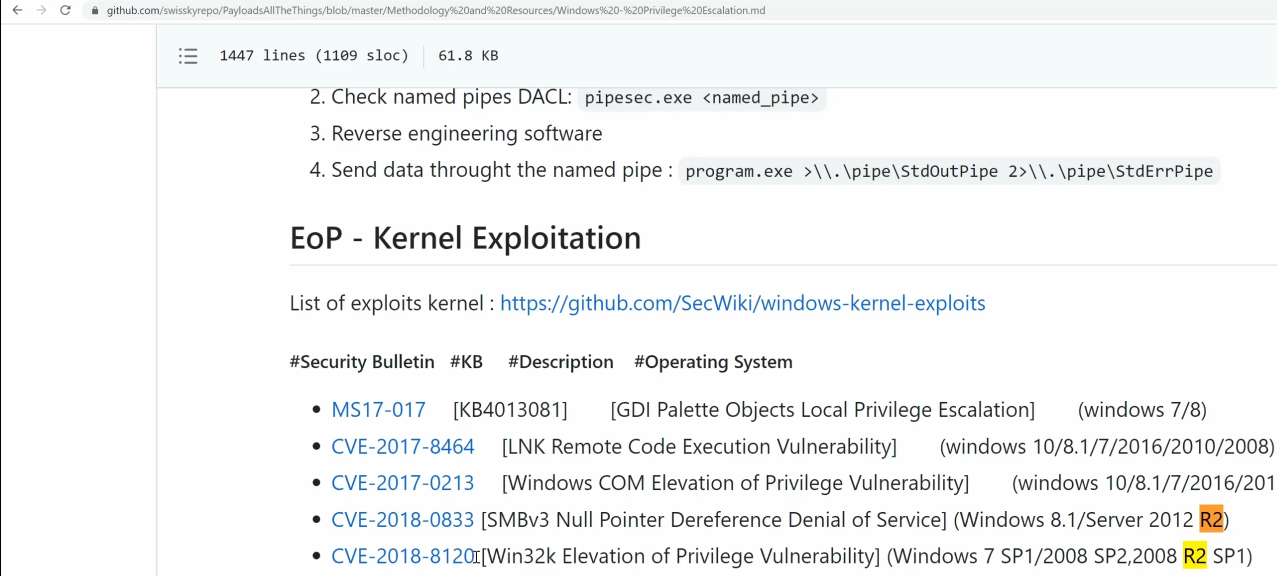 github.com/swisskyrepo/PayloadsAllTheThings/blob/master/Methodology%20and%20Resources/Windows%20-%20Privilege%20Escalation.md
1447 lines (1109 sloc) 61.8 KB
2. Check named pipes DACL: pipesec.exe <named_pipe>
3. Reverse engineering software
4. Send data throught the named pipe : program.exe >\\.\pipe\StdOutPipe 2>\\.\pipe\StdErrPipe
EoP - Kernel Exploitation
List of exploits kernel : https://github.com/SecWiki/windows-kernel-exploits
#Security Bulletin #KB #Description #Operating System
MS17-017 [KB4013081] [GDI Palette Objects Local Privilege Escalation] (windows 7/8)
CVE-2017-8464 [LNK Remote Code Execution Vulnerability] (windows 10/8.1/7/2016/2010/2008)
CVE-2017-0213 [Windows COM Elevation of Privilege Vulnerability] (windows 10/8.1/7/2016/201
CVE-2018-0833 [SMBv3 Null Pointer Dereference Denial of Service] (Windows 8.1/Server 2012 R2)
CVE-2018-8120 [Win32k Elevation of Privilege Vulnerability] (Windows 7 SP1/2008 SP2,2008 R2 SP1)